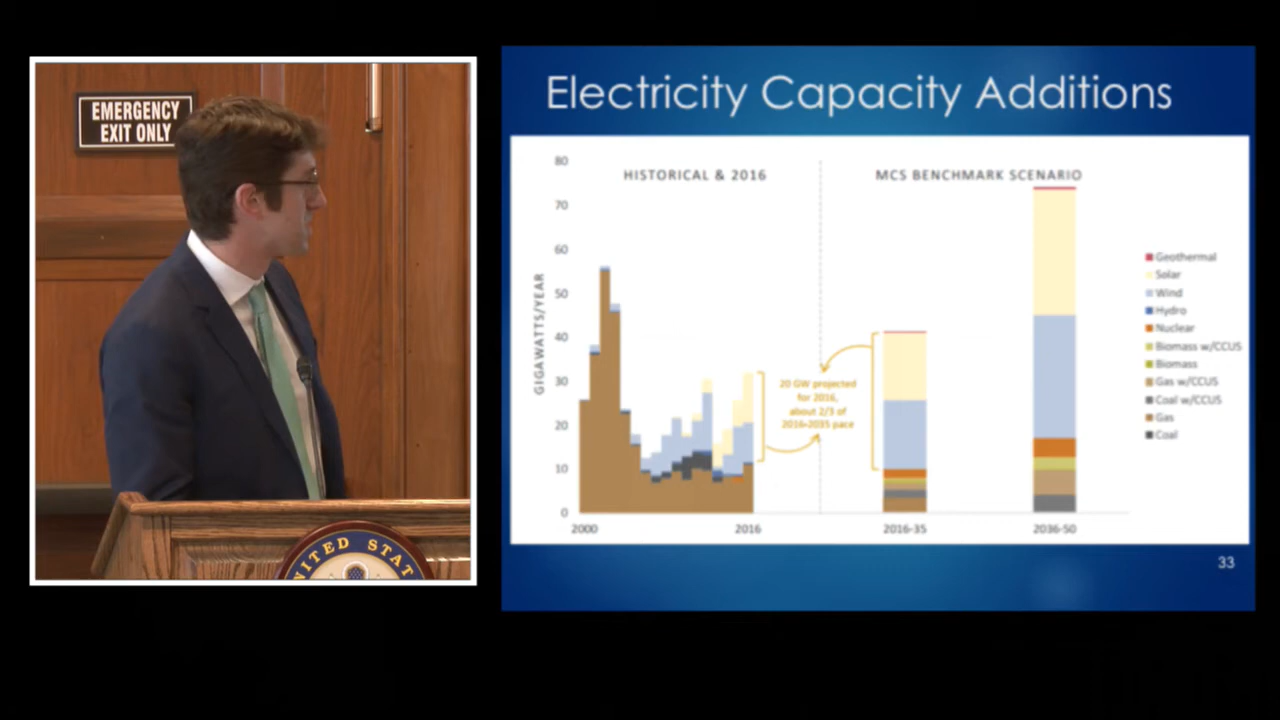 EMERGENCY
EXIT ONLY
UNITED STAT
Electricity Capacity Additions
HISTORICAL & 2016
MCS BENCHMARK SCENARIO
GIGAWATTS/YEAR
80
70
60
50
40
30
20
10
0
20 GW projected
for 2016,
about 2/3 of
2016-2035 pace
2000
2016
2016-35
2036-50
Geothermal
Solar
Wind
Hydro
Nuclear
Biomass w/CCUS
Biomass
Gas w/CCUS
Coal w/CCUS
Gas
Coal
33